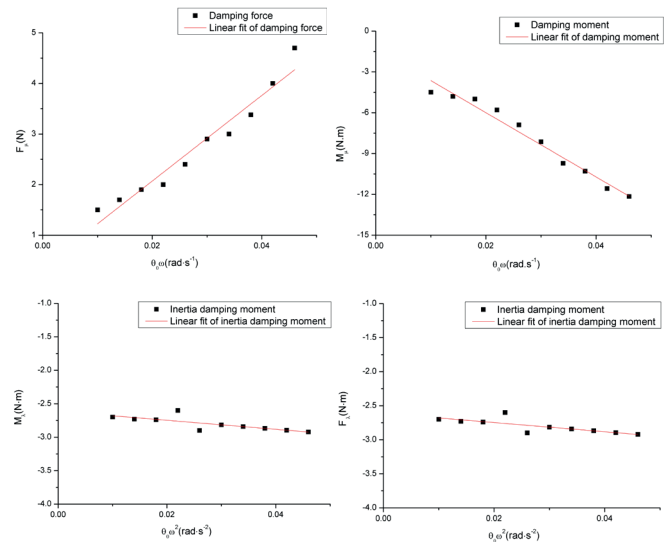 Damping force
Linear fit of damping force
5
4
3
2
1
0.00
0.02
0.04
F_μ(N)
θ₀ω(rad·s⁻¹)
Damping moment
Linear fit of damping moment
0
-3
-6
-9
-12
-15
0.00
0.02
0.04
M_μ(N.m)
θ₀ω(rad.s⁻¹)
Inertia damping moment
Linear fit of inertia damping moment
-1.0
-1.5
-2.0
-2.5
-3.0
-3.5
-4.0
0.00
0.02
0.04
M_λ(N·m)
θ₀ω²(rad·s⁻²)
Inertia damping moment
Linear fit of inertia damping moment
-1.0
-1.5
-2.0
-2.5
-3.0
-3.5
-4.0
0.00
0.02
0.04
F_λ(N·m)
θ₀ω²(rad·s⁻²)